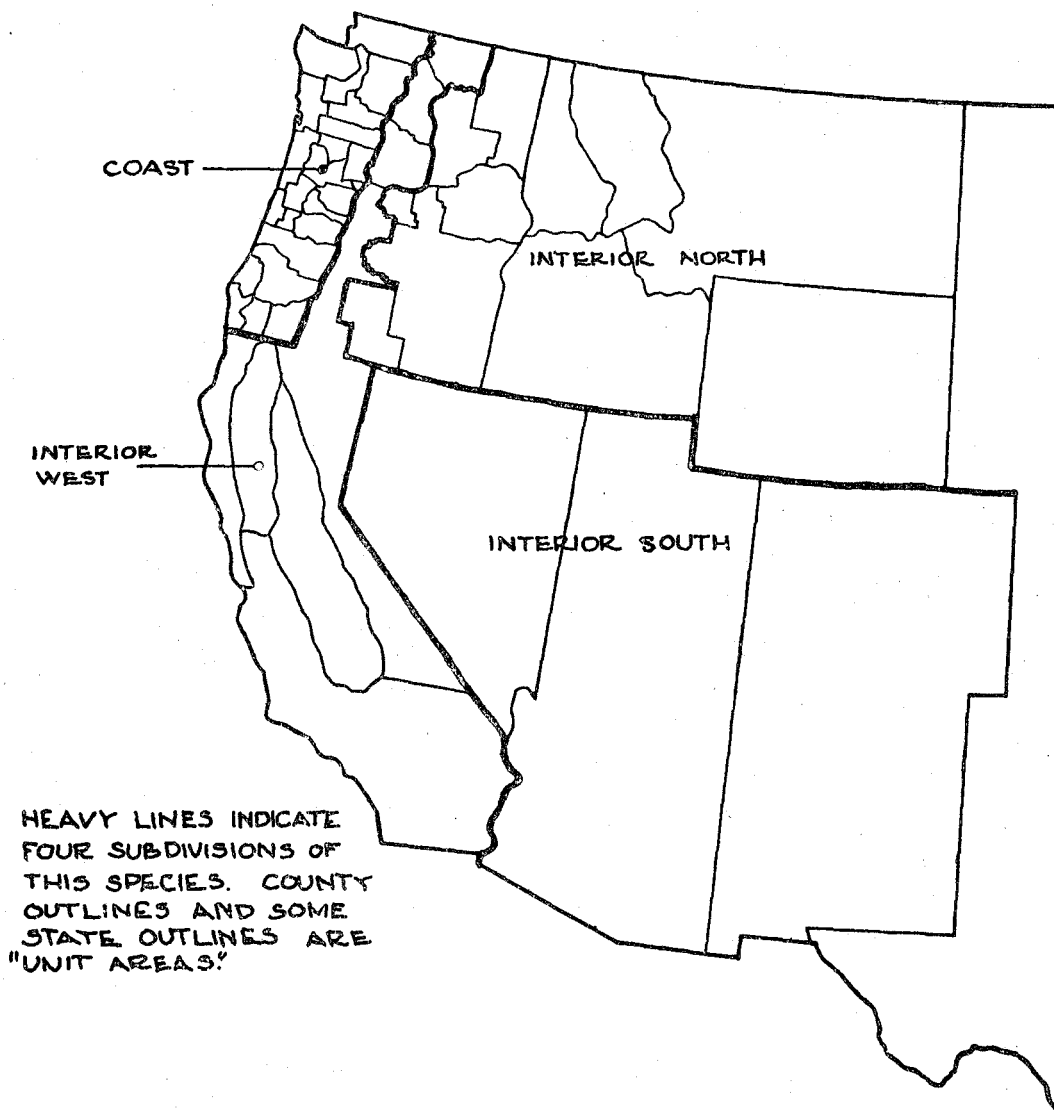 COAST
INTERIOR NORTH
INTERIOR
WEST
INTERIOR SOUTH
HEAVY LINES INDICATE
FOUR SUBDIVISIONS OF
THIS SPECIES. COUNTY
OUTLINES AND SOME
STATE OUTLINES ARE
"UNIT AREAS."